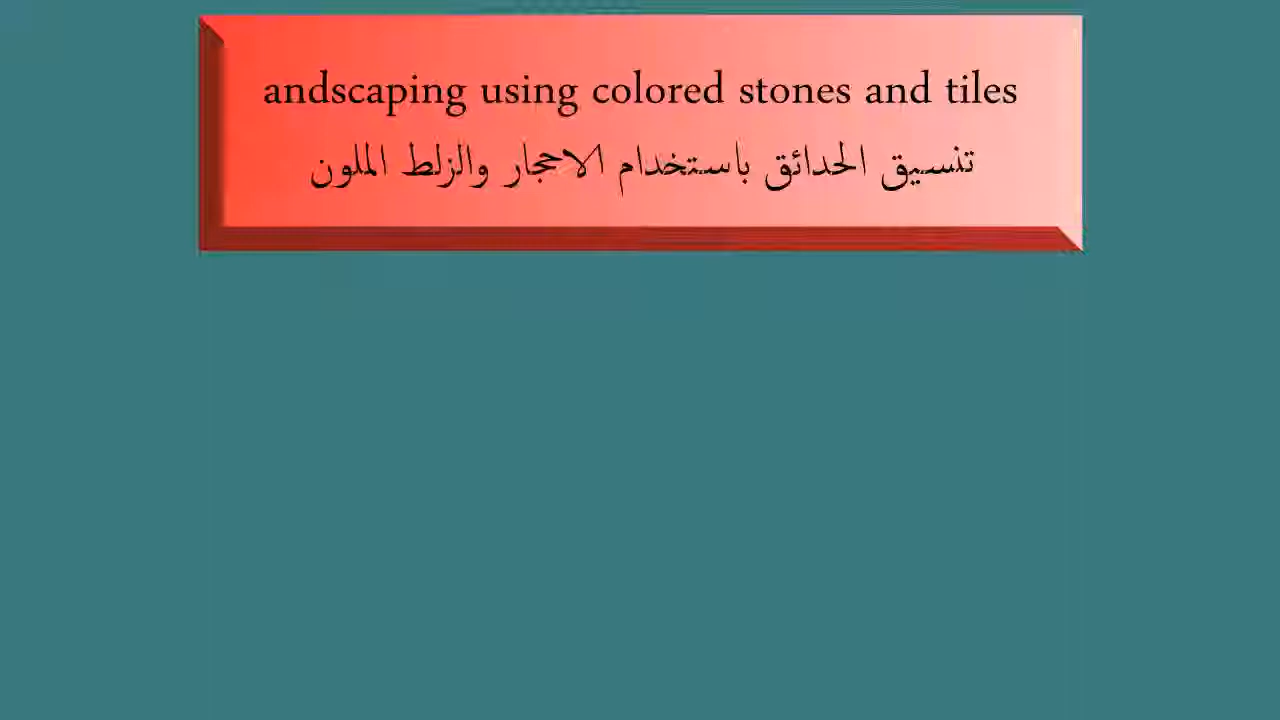 andscaping using colored stones and tiles
تنسيق الحدائق باستخدام الاحجار والزلط الملون